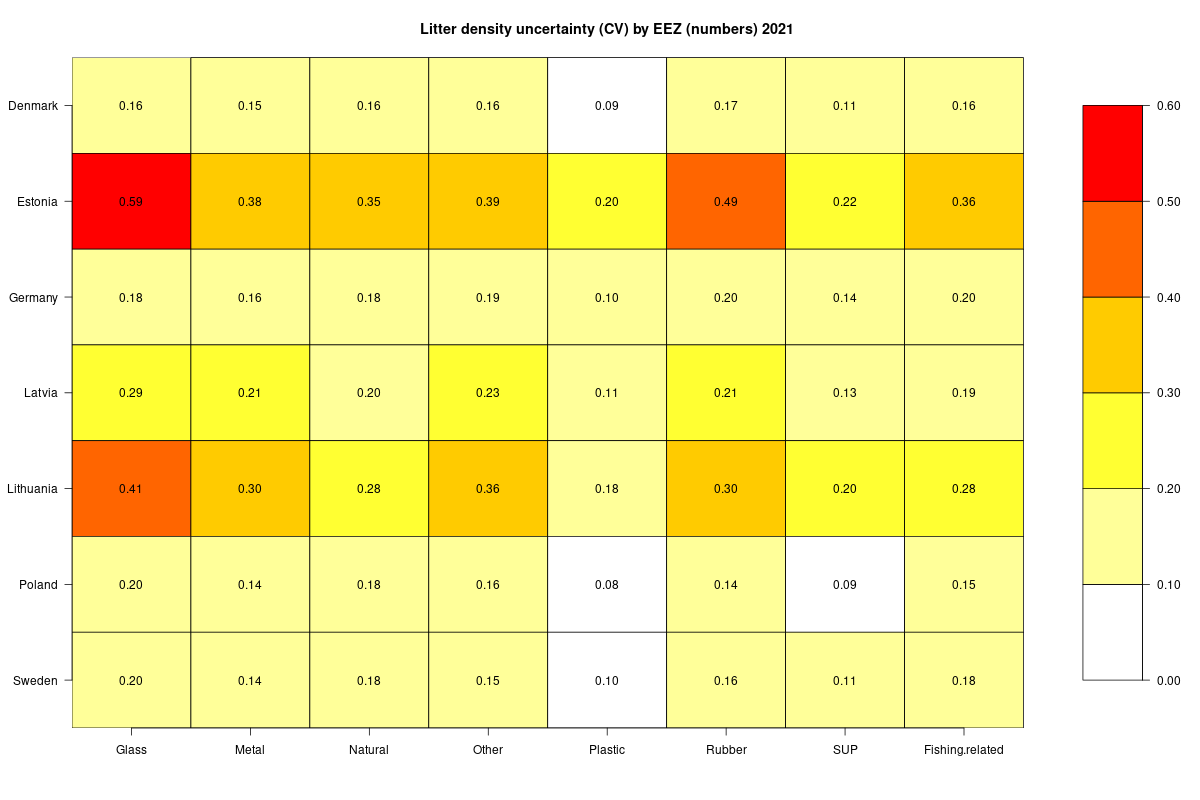 Litter density uncertainty (CV) by EEZ (numbers) 2021
Denmark 0.16 0.15 0.16 0.16 0.09 0.17 0.11 0.16
Estonia 0.59 0.38 0.35 0.39 0.20 0.49 0.22 0.36
Germany 0.18 0.16 0.18 0.19 0.10 0.20 0.14 0.20
Latvia 0.29 0.21 0.20 0.23 0.11 0.21 0.13 0.19
Lithuania 0.41 0.30 0.28 0.36 0.18 0.30 0.20 0.28
Poland 0.20 0.14 0.18 0.16 0.08 0.14 0.09 0.15
Sweden 0.20 0.14 0.18 0.15 0.10 0.16 0.11 0.18
Glass Metal Natural Other Plastic Rubber SUP Fishing.related
0.60
0.50
0.40
0.30
0.20
0.10
0.00